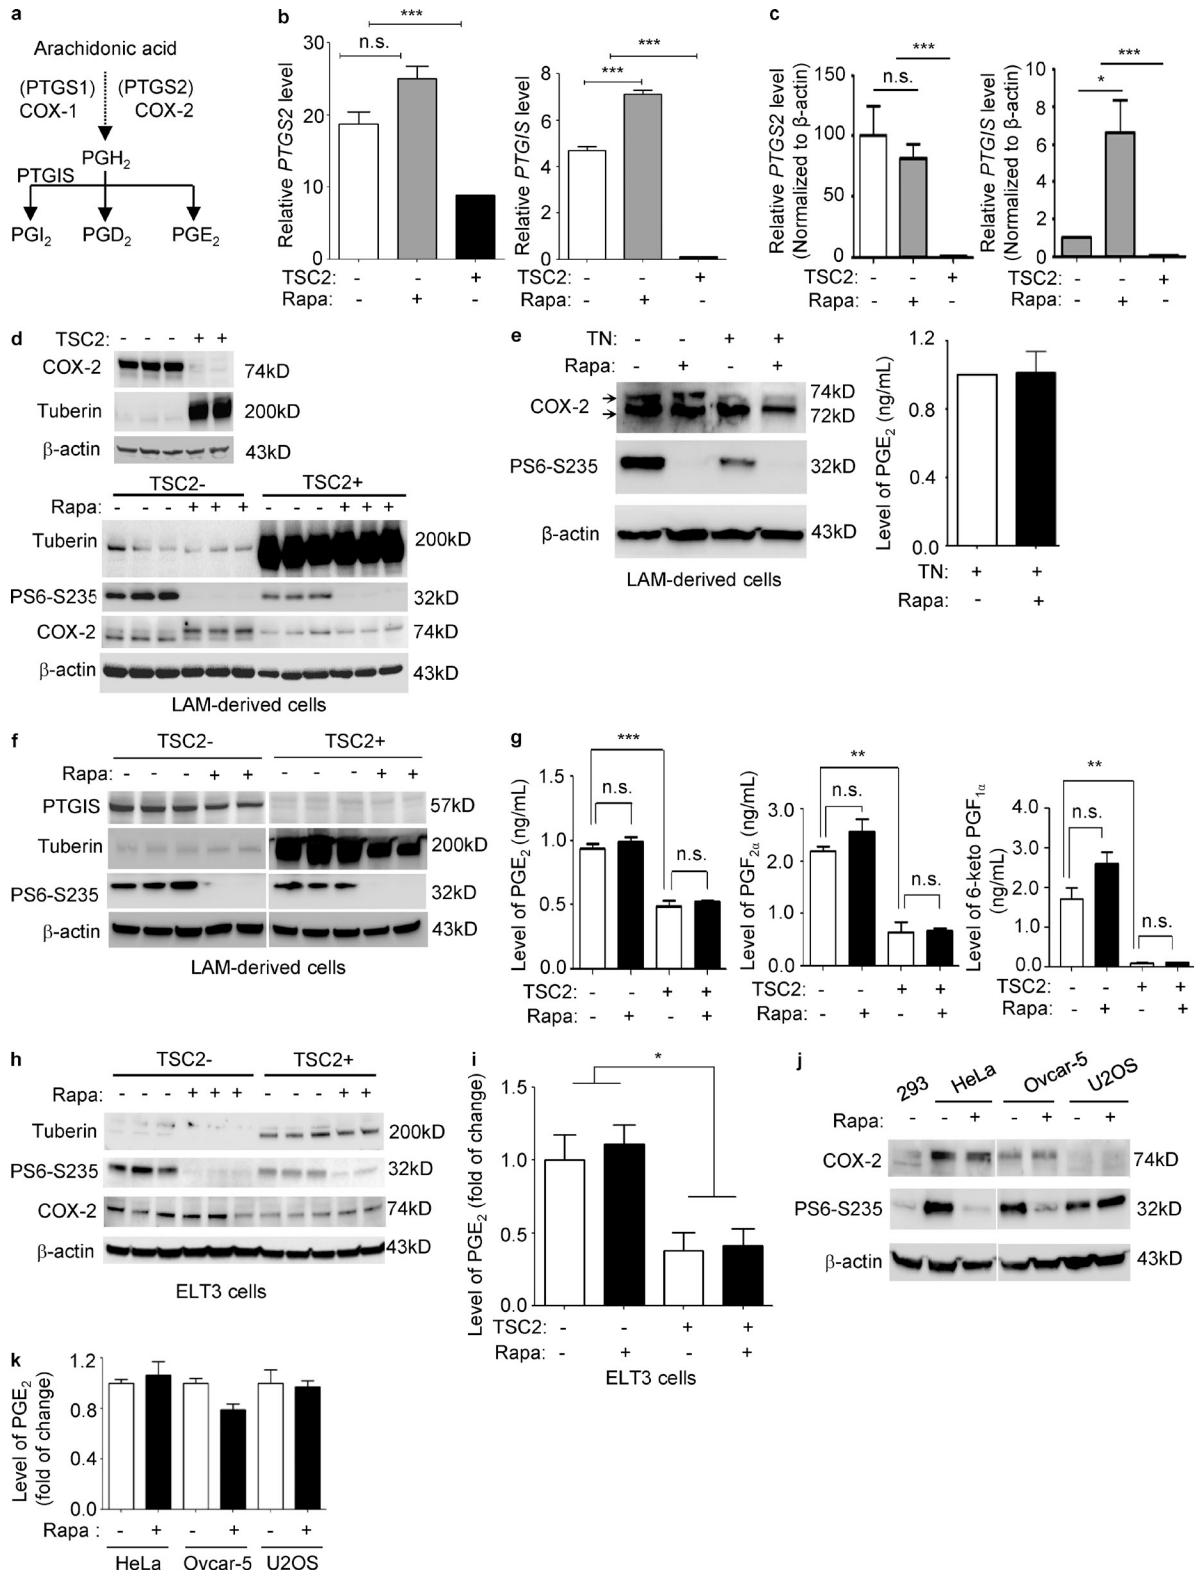 a
Arachidonic acid
(PTGS1) (PTGS2)
COX-1 COX-2
PGH2
PTGIS
PGI2 PGD2 PGE2
b
***
n.s.
Relative PTGS2 level
30
20
10
0
TSC2: - - +
Rapa: - + -
***
***
Relative PTGIS level
8
6
4
2
0
- - +
- + -
c
***
n.s.
Relative PTGS2 level
(Normalized to β-actin)
150
100
50
0
TSC2: - - +
Rapa: - + -
***
*
Relative PTGIS level
(Normalized to β-actin)
10
8
6
4
2
0
- - +
- + -
d
TSC2: - - - + +
COX-2 74kD
Tuberin 200kD
β-actin 43kD
TSC2- TSC2+
Rapa: - - - + + + - - - + + +
Tuberin 200kD
PS6-S235 32kD
COX-2 74kD
β-actin 43kD
LAM-derived cells
e
TN: - - + +
Rapa: - + - +
COX-2 74kD
72kD
PS6-S235 32kD
β-actin 43kD
LAM-derived cells
Level of PGE2 (ng/mL)
1.2
0.8
0.4
0.0
TN: + +
Rapa: - +
f
TSC2- TSC2+
Rapa: - - - + + - - - + +
PTGIS 57kD
Tuberin 200kD
PS6-S235 32kD
β-actin 43kD
LAM-derived cells
g
***
n.s.
n.s.
Level of PGE2 (ng/mL)
1.5
1.0
0.5
0.0
TSC2: - - + +
Rapa: - + - +
**
n.s.
n.s.
Level of PGF2α (ng/mL)
3.0
2.0
1.0
0.0
TSC2: - - + +
Rapa: - + - +
**
n.s.
n.s.
Level of 6-keto PGF1α
(ng/mL)
4.0
3.0
2.0
1.0
0.0
TSC2: - - + +
Rapa: - + - +
h
TSC2- TSC2+
Rapa: - - - + + + - - - + +
Tuberin 200kD
PS6-S235 32kD
COX-2 74kD
β-actin 43kD
ELT3 cells
i
*
Level of PGE2 (fold of change)
1.5
1.0
0.5
0.0
TSC2: - - + +
Rapa: - + - +
ELT3 cells
j
293 HeLa Ovcar-5 U2OS
Rapa: - - + - + - +
COX-2 74kD
PS6-S235 32kD
β-actin 43kD
k
Level of PGE2
(fold of change)
1.2
0.8
0.4
0.0
Rapa : - + - + - +
HeLa Ovcar-5 U2OS